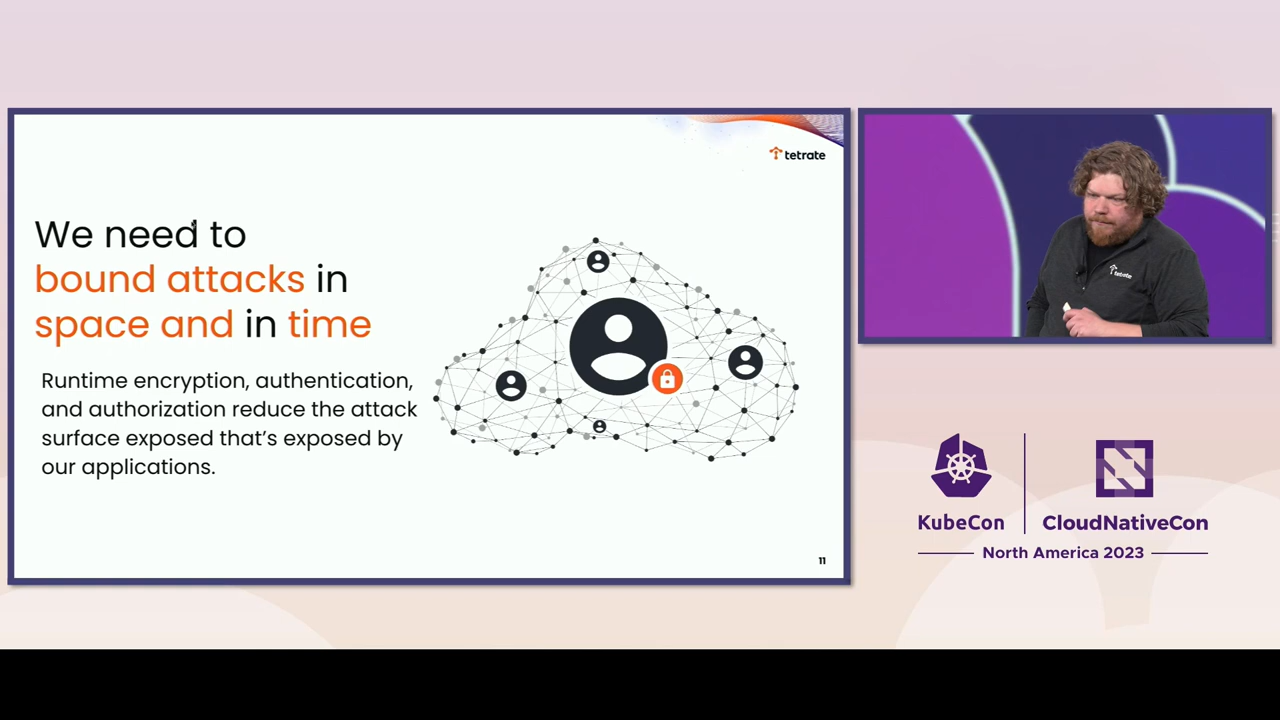 tetrate
We need to
bound attacks in
space and in time
Runtime encryption, authentication,
and authorization reduce the attack
surface exposed that's exposed by
our applications.
11
tetrate
KubeCon
CloudNativeCon
North America 2023